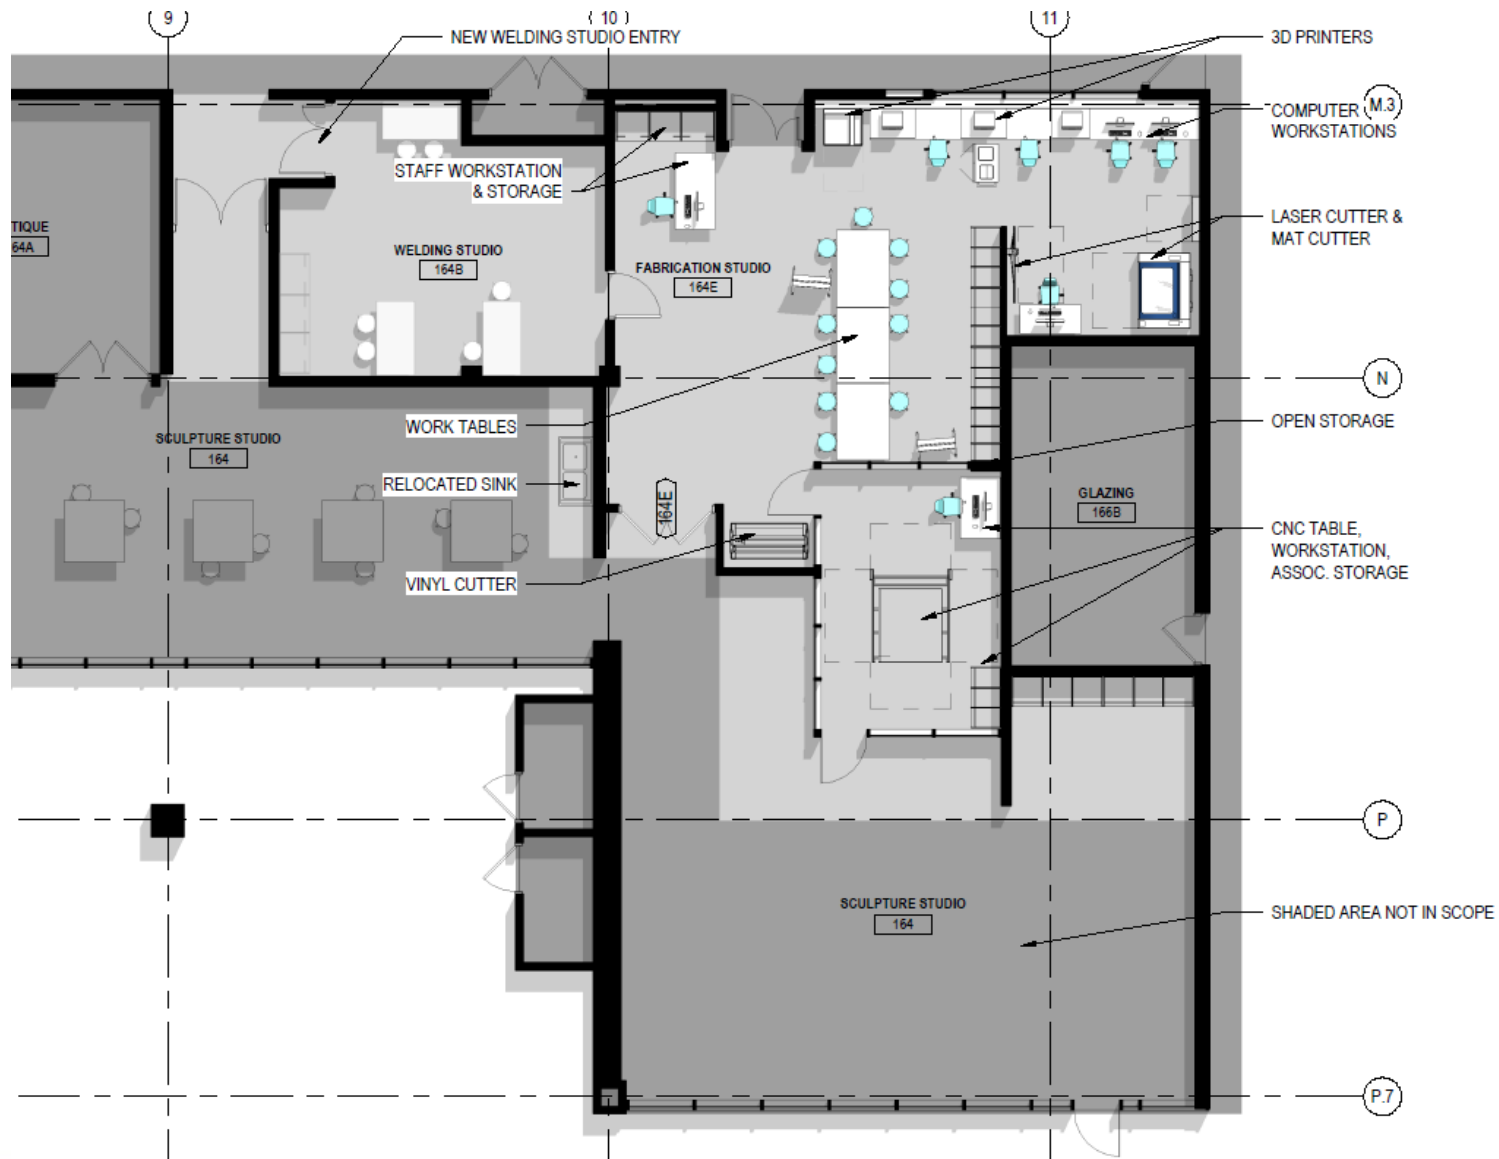 9
10
11
NEW WELDING STUDIO ENTRY
3D PRINTERS
M.3
COMPUTER
WORKSTATIONS
STAFF WORKSTATION
& STORAGE
LASER CUTTER &
MAT CUTTER
TIQUE
64A
WELDING STUDIO
164B
FABRICATION STUDIO
164E
N
WORK TABLES
OPEN STORAGE
SCULPTURE STUDIO
164
RELOCATED SINK
164E
GLAZING
166B
CNC TABLE,
WORKSTATION,
ASSOC. STORAGE
VINYL CUTTER
P
SCULPTURE STUDIO
164
SHADED AREA NOT IN SCOPE
P.7